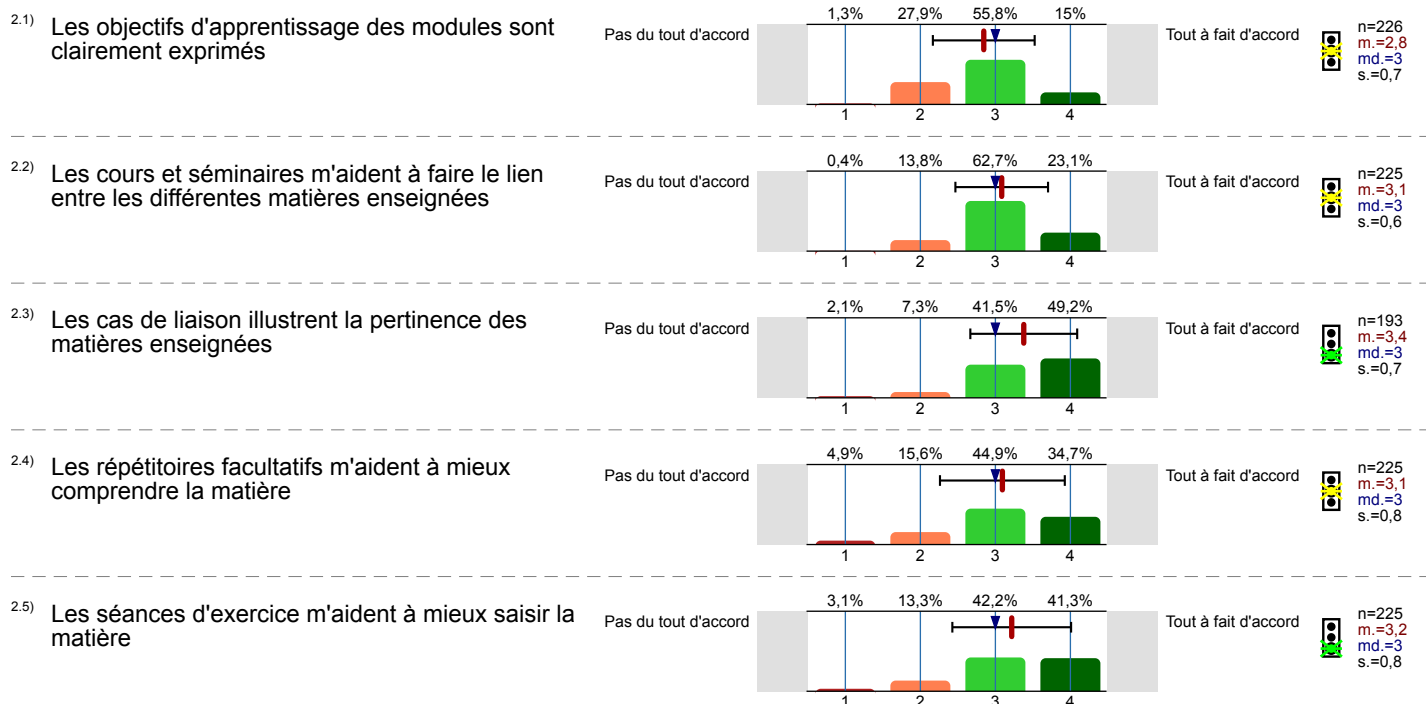 2.1) Les objectifs d'apprentissage des modules sont
clairement exprimés
Pas du tout d'accord
1,3% 27,9% 55,8% 15%
1 2 3 4
Tout à fait d'accord
n=226
m.=2,8
md.=3
s.=0,7
2.2) Les cours et séminaires m'aident à faire le lien
entre les différentes matières enseignées
Pas du tout d'accord
0,4% 13,8% 62,7% 23,1%
1 2 3 4
Tout à fait d'accord
n=225
m.=3,1
md.=3
s.=0,6
2.3) Les cas de liaison illustrent la pertinence des
matières enseignées
Pas du tout d'accord
2,1% 7,3% 41,5% 49,2%
1 2 3 4
Tout à fait d'accord
n=193
m.=3,4
md.=3
s.=0,7
2.4) Les répétitoires facultatifs m'aident à mieux
comprendre la matière
Pas du tout d'accord
4,9% 15,6% 44,9% 34,7%
1 2 3 4
Tout à fait d'accord
n=225
m.=3,1
md.=3
s.=0,8
2.5) Les séances d'exercice m'aident à mieux saisir la
matière
Pas du tout d'accord
3,1% 13,3% 42,2% 41,3%
1 2 3 4
Tout à fait d'accord
n=225
m.=3,2
md.=3
s.=0,8